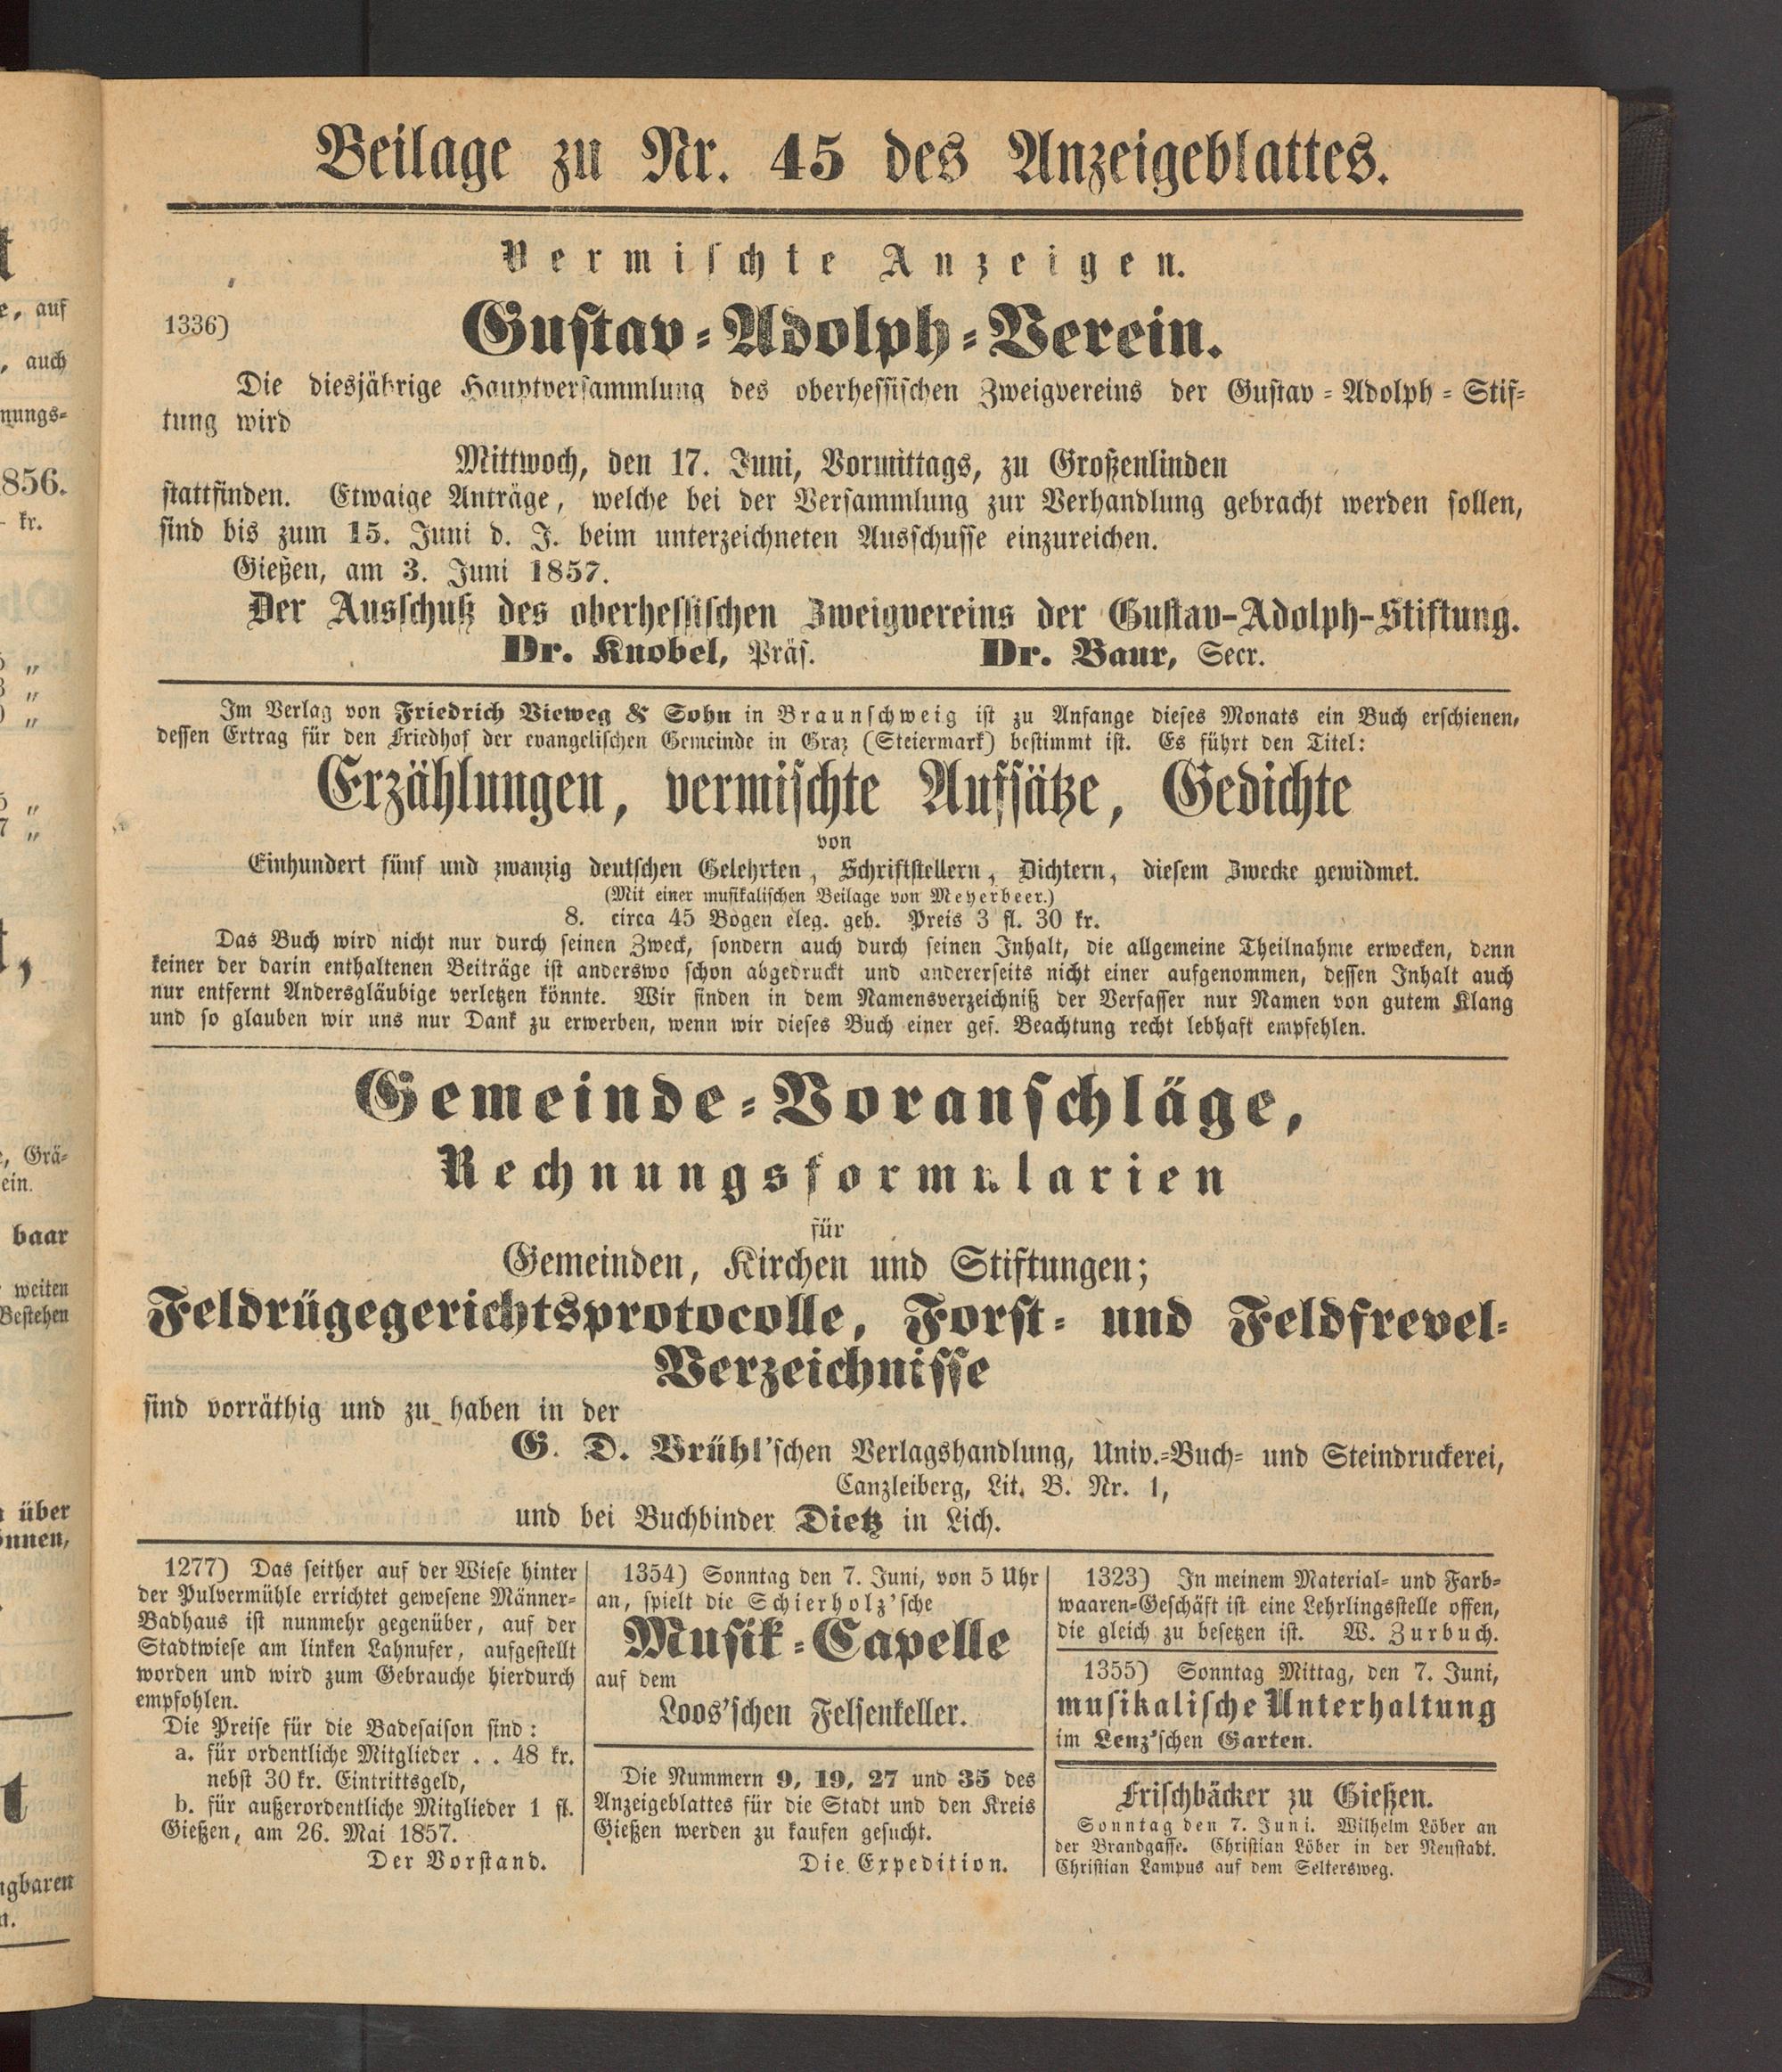 Beilage zu Nr. 45 des Anzeigeblattes.
Vermischte Anzeigen.
1336) Gustav-Adolph-Verein.
Die diesjährige Hauptversammlung des oberhessischen Zweigvereins der Gustav-Adolph-Stif-
tung wird
Mittwoch, den 17. Juni, Vormittags, zu Großenlinden
stattfinden. Etwaige Anträge, welche bei der Versammlung zur Verhandlung gebracht werden sollen,
sind bis zum 15. Juni d. J. beim unterzeichneten Ausschusse einzureichen.
Gießen, am 3. Juni 1857.
Der Ausschuß des oberhessischen Zweigvereins der Gustav-Adolph-Stiftung.
Dr. Knobel, Präs. Dr. Baur, Secr.
Im Verlag von Friedrich Vieweg & Sohn in Braunschweig ist zu Anfange dieses Monats ein Buch erschienen,
dessen Ertrag für den Friedhof der evangelischen Gemeinde in Graz (Steiermark) bestimmt ist. Es führt den Titel:
Erzählungen, vermischte Aufsätze, Gedichte
von
Einhundert fünf und zwanzig deutschen Gelehrten, Schriftstellern, Dichtern, diesem Zwecke gewidmet.
(Mit einer musikalischen Beilage von Meyerbeer.)
8. circa 45 Bogen eleg. geh. Preis 3 fl. 30 kr.
Das Buch wird nicht nur durch seinen Zweck, sondern auch durch seinen Inhalt, die allgemeine Theilnahme erwecken, denn
keiner der darin enthaltenen Beiträge ist anderswo schon abgedruckt und andererseits nicht einer aufgenommen, dessen Inhalt auch
nur entfernt Andersgläubige verletzen könnte. Wir finden in dem Namensverzeichniß der Verfasser nur Namen von gutem Klang
und so glauben wir uns nur Dank zu erwerben, wenn wir dieses Buch einer gef. Beachtung recht lebhaft empfehlen.
Gemeinde-Voranschläge,
Rechnungsformularien
für
Gemeinden, Kirchen und Stiftungen;
Feldrügegerichtsprotocolle, Forst- und Feldfrevel-
Verzeichnisse
sind vorräthig und zu haben in der
G. D. Brühl'schen Verlagshandlung, Univ.-Buch- und Steindruckerei,
Canzleiberg, Lit. B. Nr. 1,
und bei Buchbinder Dietz in Lich.
1277) Das seither auf der Wiese hinter
der Pulvermühle errichtet gewesene Männer-
Badhaus ist nunmehr gegenüber, auf der
Stadtwiese am linken Lahnufer, aufgestellt
worden und wird zum Gebrauche hierdurch
empfohlen.
Die Preise für die Badesaison sind:
a. für ordentliche Mitglieder . . 48 kr.
nebst 30 kr. Eintrittsgeld,
b. für außerordentliche Mitglieder 1 fl.
Gießen, am 26. Mai 1857.
Der Vorstand.
1354) Sonntag den 7. Juni, von 5 Uhr
an, spielt die Schierholz'sche
Musik-Capelle
auf dem
Loos'schen Felsenkeller.
Die Nummern 9, 19, 27 und 35 des
Anzeigeblattes für die Stadt und den Kreis
Gießen werden zu kaufen gesucht.
Die Expedition.
1323) In meinem Material- und Farb-
waaren-Geschäft ist eine Lehrlingsstelle offen,
die gleich zu besetzen ist. W. Zurbuch.
1355) Sonntag Mittag, den 7. Juni,
musikalische Unterhaltung
im Lenz'schen Garten.
Frischbäcker zu Gießen.
Sonntag den 7. Juni. Wilhelm Löber an
der Brandgasse. Christian Löber in der Neustadt.
Christian Lampus auf dem Seltersweg.